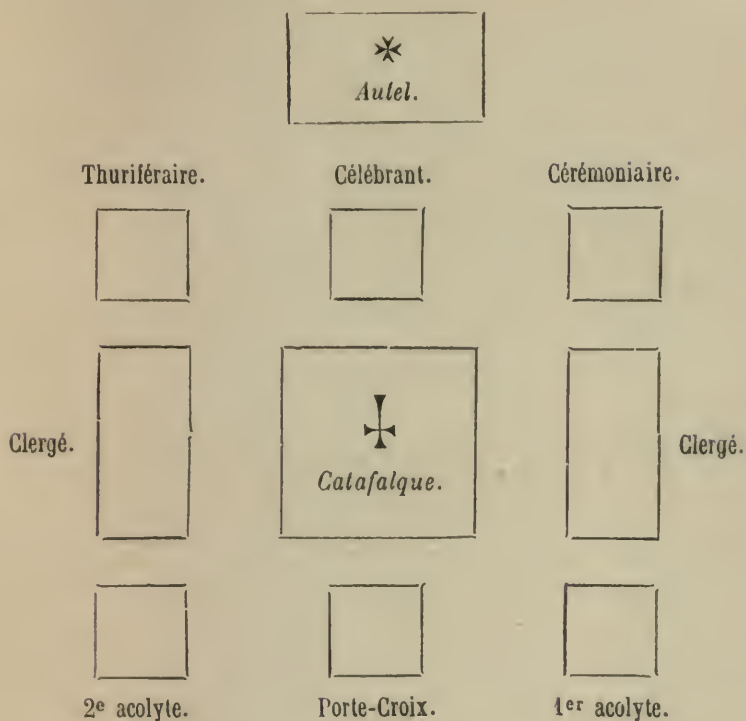 Autel.
Thuriféraire. Célébrant. Cérémoniaire.
Clergé. Clergé.
Catafalque.
2e acolyte. Porte-Croix. 1er acolyte.